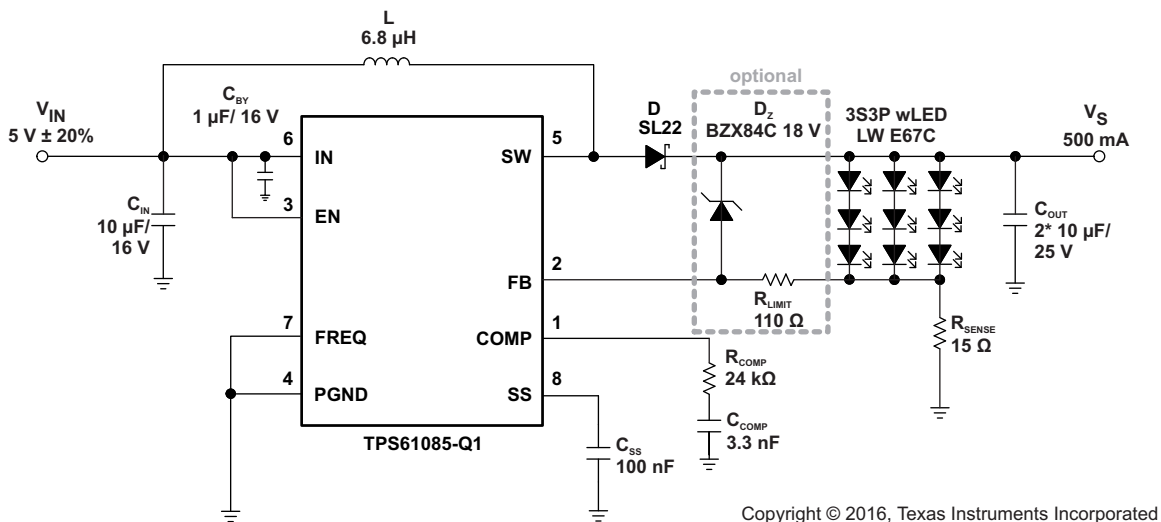 L
6.8 µH
optional
V_IN
5 V ± 20%
C_BY
1 µF/ 16 V
D
SL22
D_Z
BZX84C 18 V
3S3P wLED
LW E67C
V_S
500 mA
6
IN
SW
5
C_IN
10 µF/
16 V
3
EN
C_OUT
2* 10 µF/
25 V
FB
2
R_LIMIT
110 Ω
7
FREQ
COMP
1
R_SENSE
15 Ω
R_COMP
24 kΩ
4
PGND
SS
8
C_COMP
3.3 nF
TPS61085-Q1
C_SS
100 nF
Copyright © 2016, Texas Instruments Incorporated